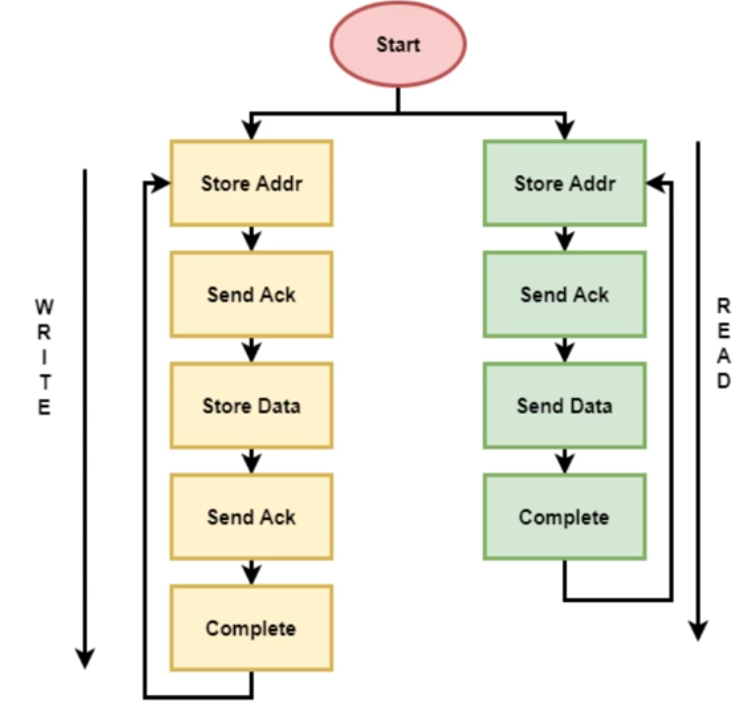 Start
WRITE
Store Addr
Send Ack
Store Data
Send Ack
Complete
Store Addr
Send Ack
Send Data
Complete
READ